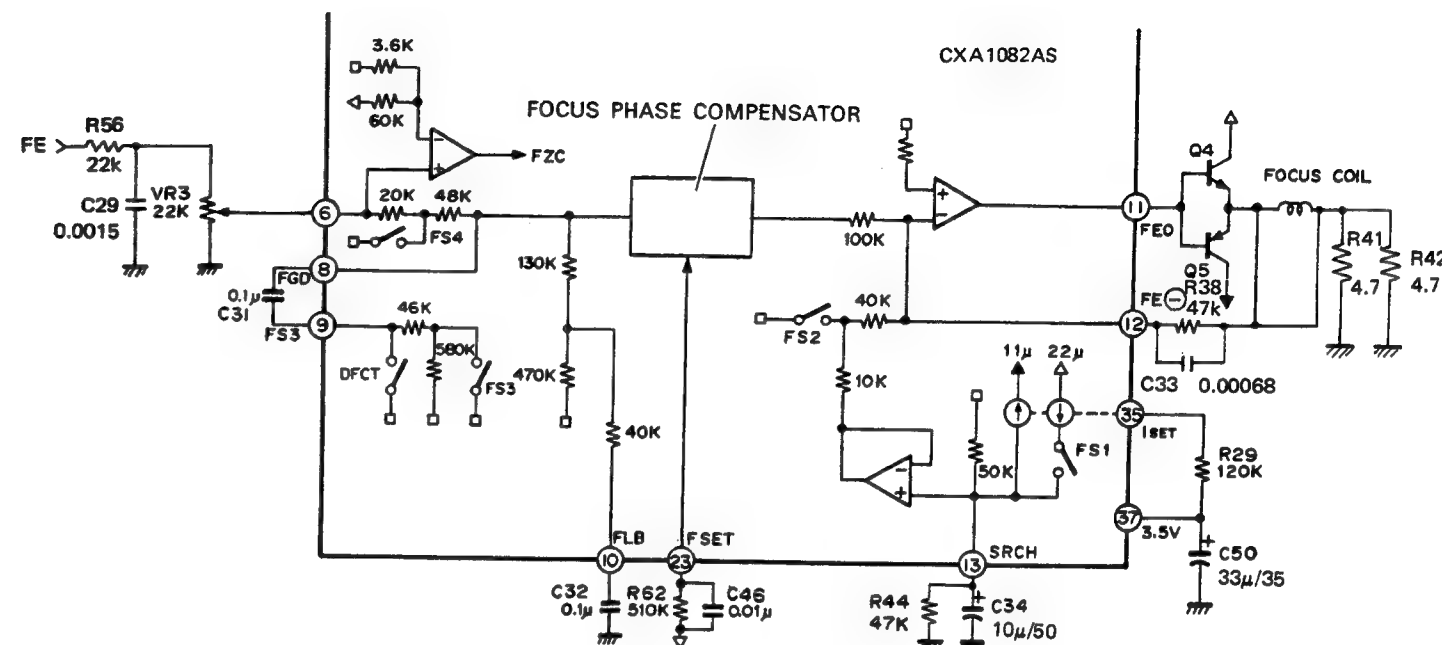 CXA1082AS
3.6K
60K
FOCUS PHASE COMPENSATOR
FE
R56
22k
C29
0.0015
VR3
22K
FZC
20K
48K
FS4
6
8
FGD
0.1μ
C31
9
FS3
46K
DFCT
580K
FS3
130K
470K
40K
100K
40K
FS2
10K
50K
11μ
22μ
FS1
11
FEO
Q4
Q5
FOCUS COIL
R41
4.7
R42
4.7
FE ⊖
R38
47k
12
C33
0.00068
35
ISET
R29
120K
37
3.5V
C50
33μ/35
FLB
10
C32
0.1μ
FSET
23
R62
510K
C46
0.01μ
SRCH
13
R44
47K
C34
10μ/50